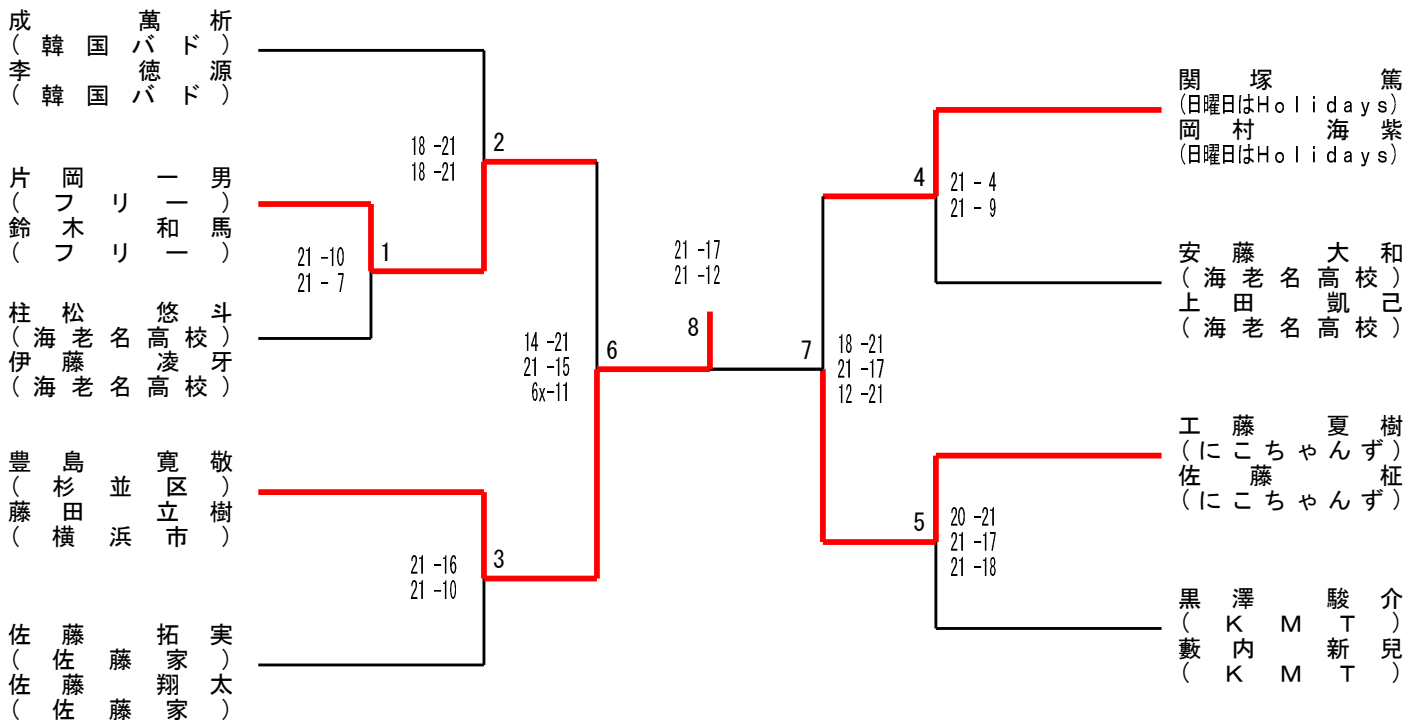 成 萬 析
( 韓 国 バ ド )
李 徳 源
( 韓 国 バ ド )
片 岡 一 男
( フ リ ー )
鈴 木 和 馬
( フ リ ー )
柱 松 悠 斗
( 海 老 名 高 校 )
伊 藤 凌 牙
( 海 老 名 高 校 )
豊 島 寛 敬
( 杉 並 区 )
藤 田 立 樹
( 横 浜 市 )
佐 藤 拓 実
( 佐 藤 家 )
佐 藤 翔 太
( 佐 藤 家 )
1
21 -10
21 - 7
2
18 -21
18 -21
3
21 -16
21 -10
6
14 -21
21 -15
6x-11
8
21 -17
21 -12
7
18 -21
21 -17
12 -21
4
21 - 4
21 - 9
5
20 -21
21 -17
21 -18
関 塚 篤
(日曜日はHolidays)
岡 村 海 紫
(日曜日はHolidays)
安 藤 大 和
( 海 老 名 高 校 )
上 田 凱 己
( 海 老 名 高 校 )
工 藤 夏 樹
( に こ ち ゃ ん ず )
佐 藤 柾
( に こ ち ゃ ん ず )
黒 澤 駿 介
( K M T )
藪 内 新 兒
( K M T )